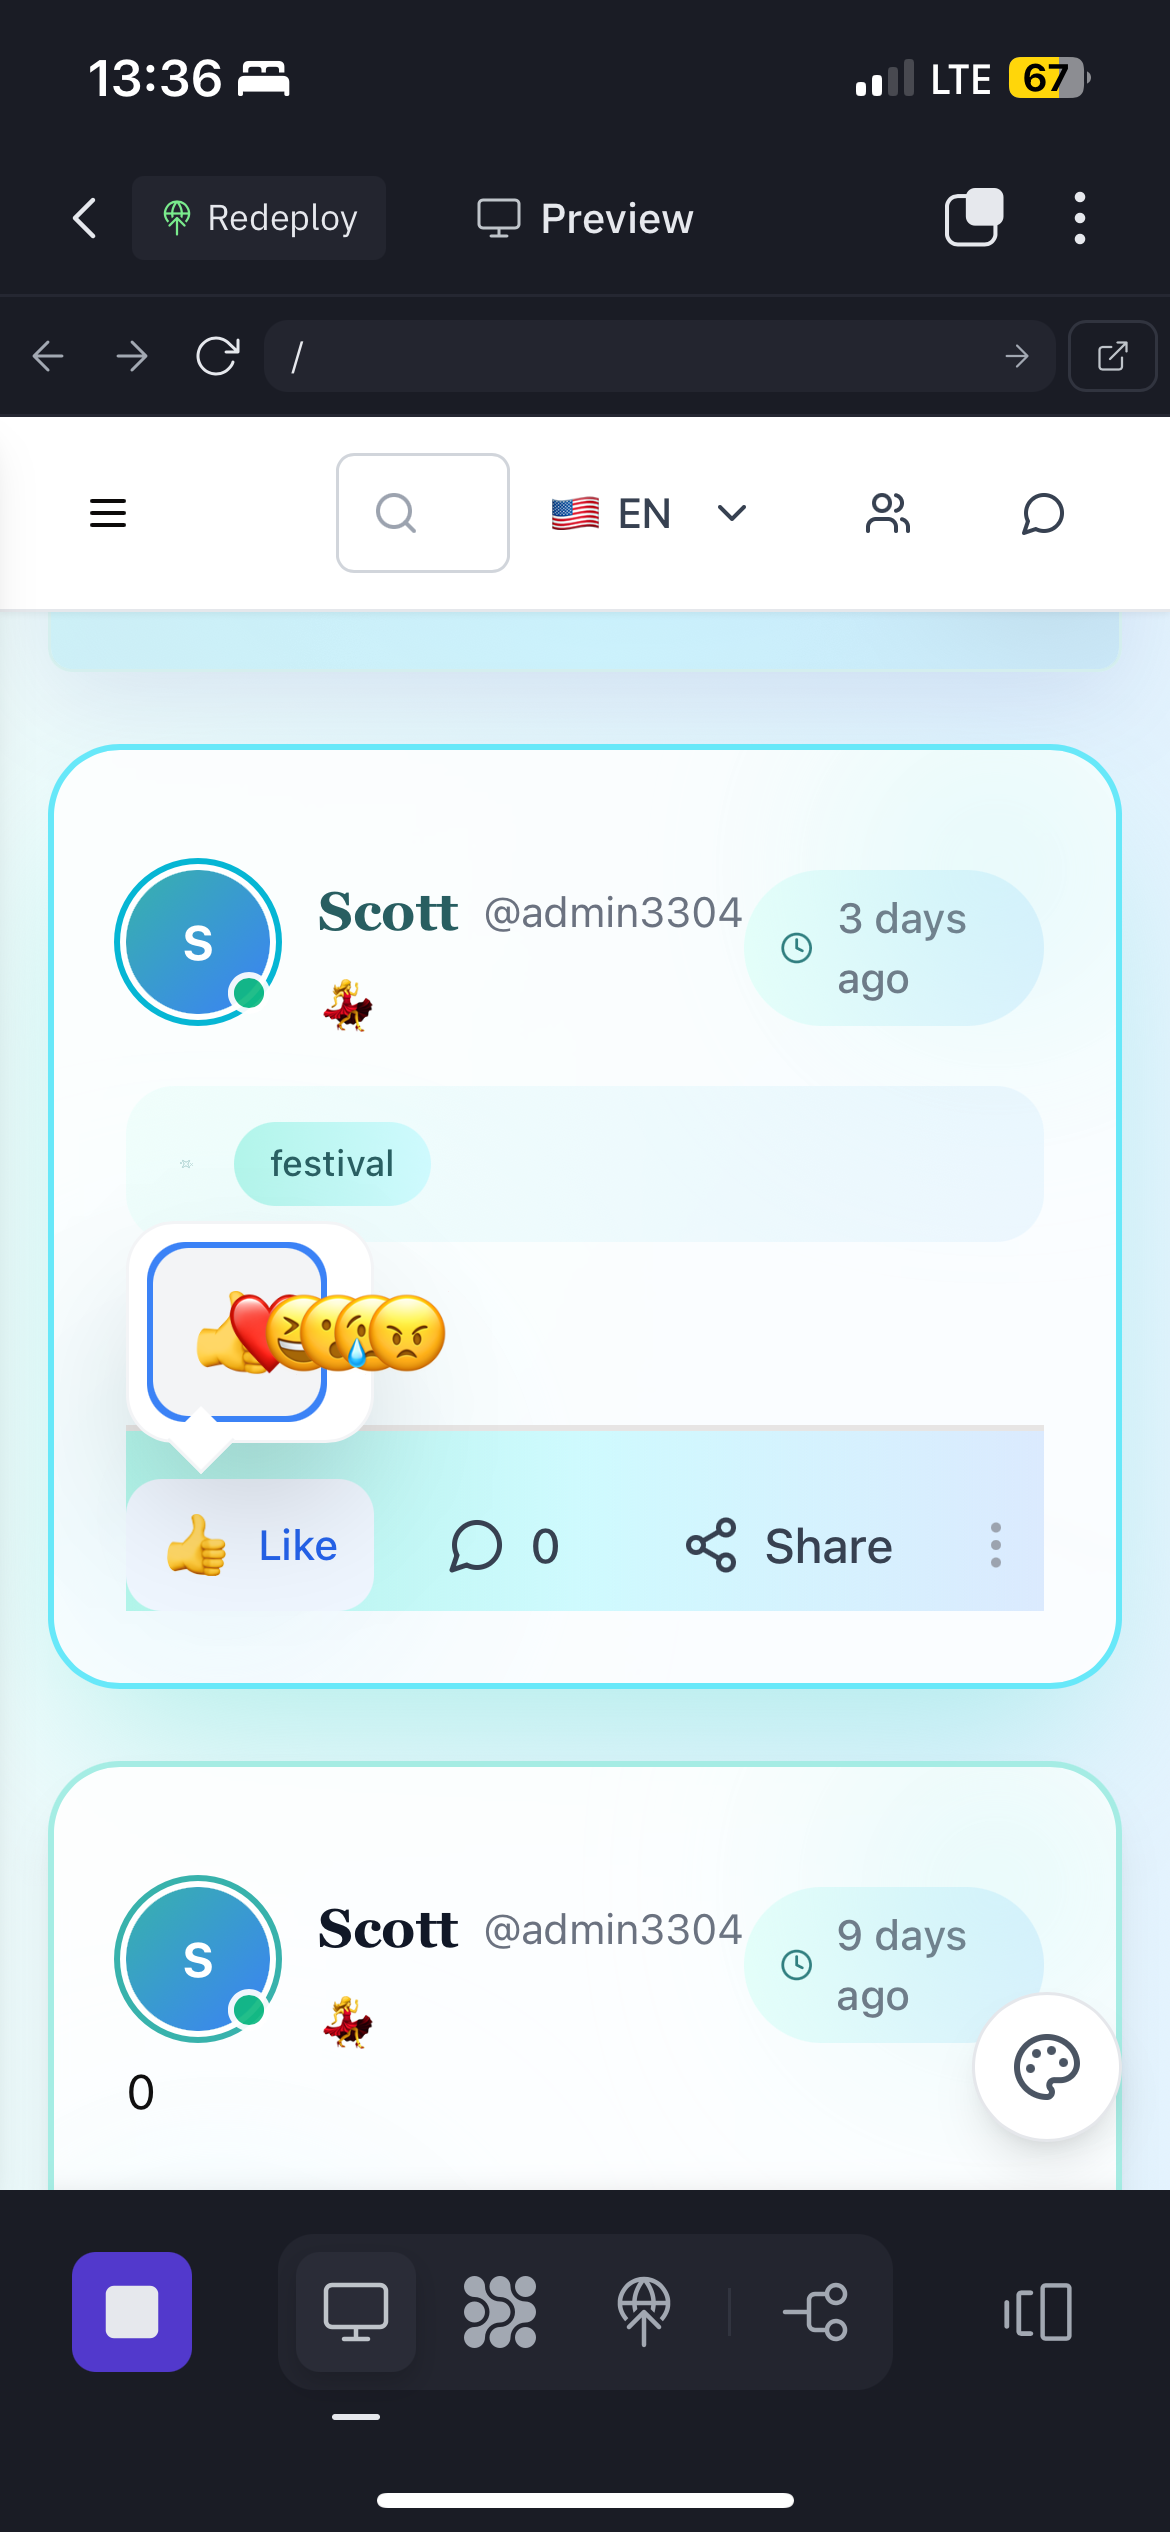 13:36
LTE 67
Redeploy
Preview
/
🇺🇸 EN
Scott @admin3304
3 days
ago
💃
S
festival
👍❤️😆😮😢😡
👍 Like
0
Share
Scott @admin3304
9 days
ago
💃
S
0